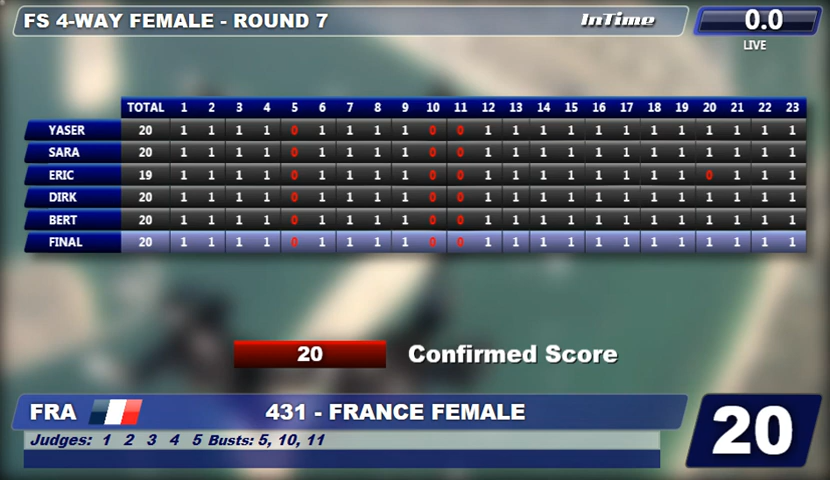 FS 4-WAY FEMALE - ROUND 7 InTime 0.0
LIVE
TOTAL 1 2 3 4 5 6 7 8 9 10 11 12 13 14 15 16 17 18 19 20 21 22 23
YASER 20 1 1 1 1 0 1 1 1 1 0 0 1 1 1 1 1 1 1 1 1 1 1 1
SARA 20 1 1 1 1 0 1 1 1 1 0 0 1 1 1 1 1 1 1 1 1 1 1 1
ERIC 19 1 1 1 1 0 1 1 1 1 0 0 1 1 1 1 1 1 1 1 0 1 1 1
DIRK 20 1 1 1 1 0 1 1 1 1 0 0 1 1 1 1 1 1 1 1 1 1 1 1
BERT 20 1 1 1 1 0 1 1 1 1 0 0 1 1 1 1 1 1 1 1 1 1 1 1
FINAL 20 1 1 1 1 0 1 1 1 1 0 0 1 1 1 1 1 1 1 1 1 1 1 1
20 Confirmed Score
FRA 431 - FRANCE FEMALE 20
Judges: 1 2 3 4 5 Busts: 5, 10, 11